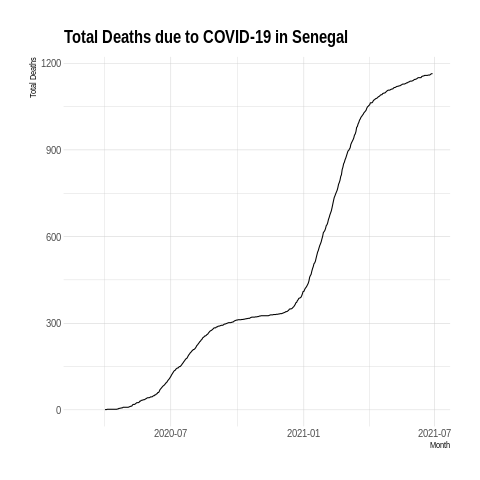 Total Deaths due to COVID-19 in Senegal
Total Deaths
1200
900
600
300
0
2020-07
2021-01
2021-07
Month